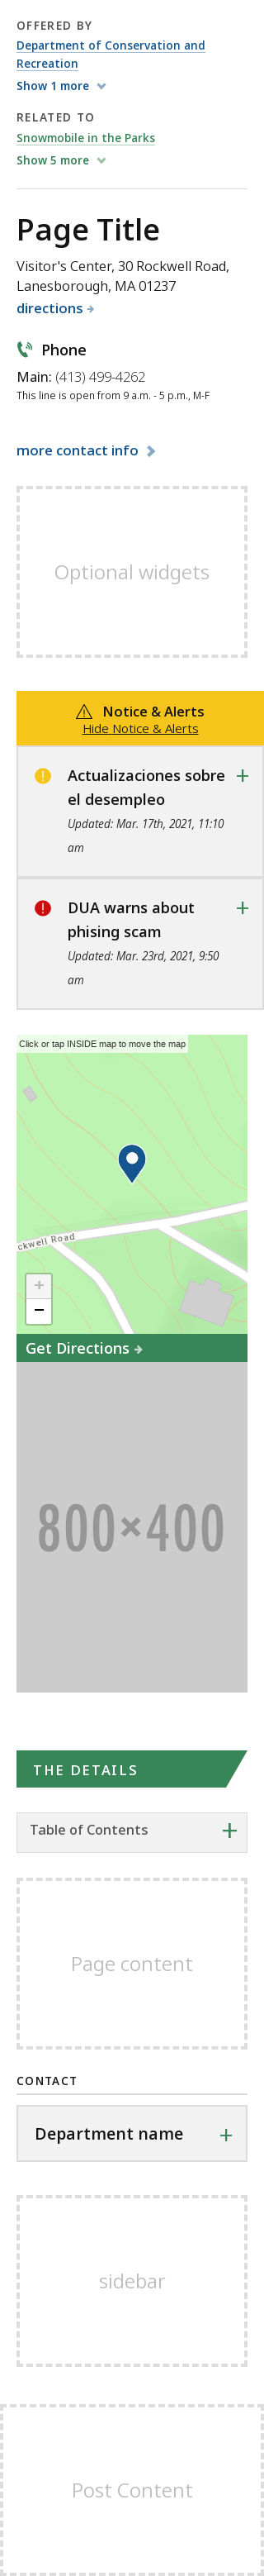 OFFERED BY
Department of Conservation and
Recreation
Show 1 more
RELATED TO
Snowmobile in the Parks
Show 5 more
Page Title
Visitor's Center, 30 Rockwell Road,
Lanesborough, MA 01237
directions
Phone
Main: (413) 499-4262
This line is open from 9 a.m. - 5 p.m., M-F
more contact info
Optional widgets
Notice & Alerts
Hide Notice & Alerts
Actualizaciones sobre
el desempleo
Updated: Mar. 17th, 2021, 11:10
am
DUA warns about
phising scam
Updated: Mar. 23rd, 2021, 9:50
am
Click or tap INSIDE map to move the map
ckwell Road
+
−
Get Directions
800×400
THE DETAILS
Table of Contents
Page content
CONTACT
Department name
sidebar
Post Content